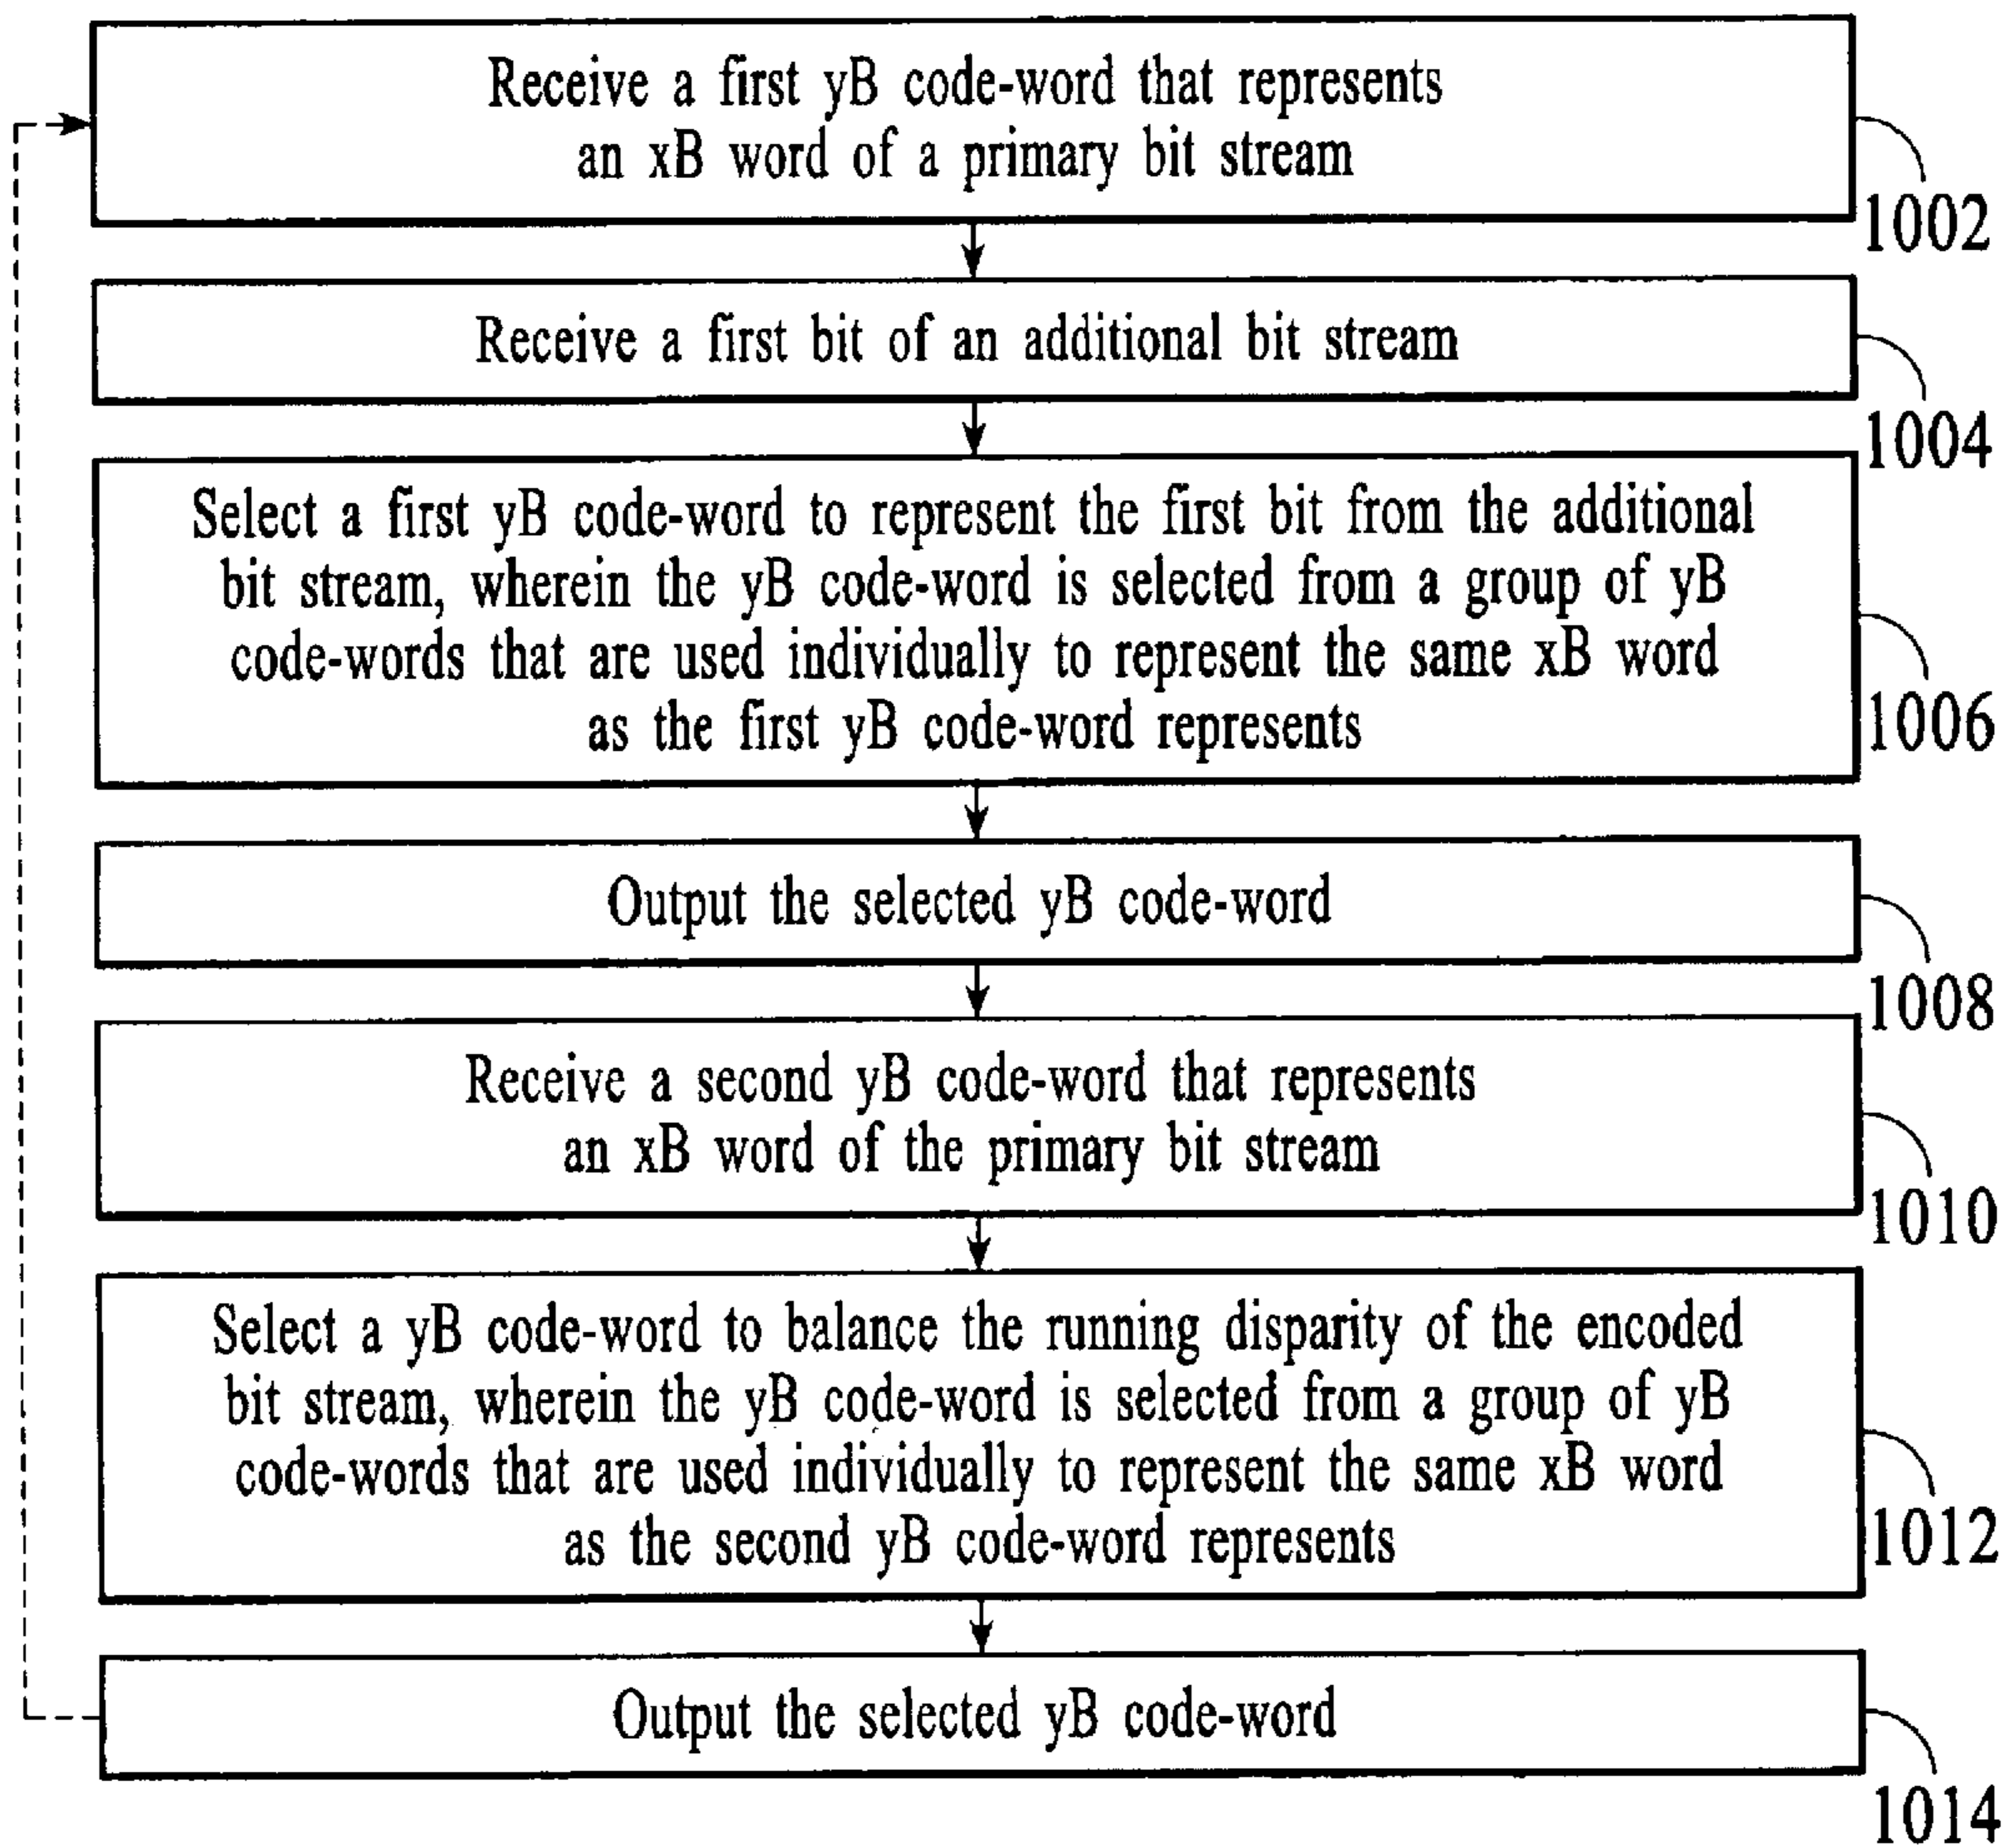 Receive a first yB code-word that represents
an xB word of a primary bit stream
1002
Receive a first bit of an additional bit stream
1004
Select a first yB code-word to represent the first bit from the additional
bit stream, wherein the yB code-word is selected from a group of yB
code-words that are used individually to represent the same xB word
as the first yB code-word represents
1006
Output the selected yB code-word
1008
Receive a second yB code-word that represents
an xB word of the primary bit stream
1010
Select a yB code-word to balance the running disparity of the encoded
bit stream, wherein the yB code-word is selected from a group of yB
code-words that are used individually to represent the same xB word
as the second yB code-word represents
1012
Output the selected yB code-word
1014